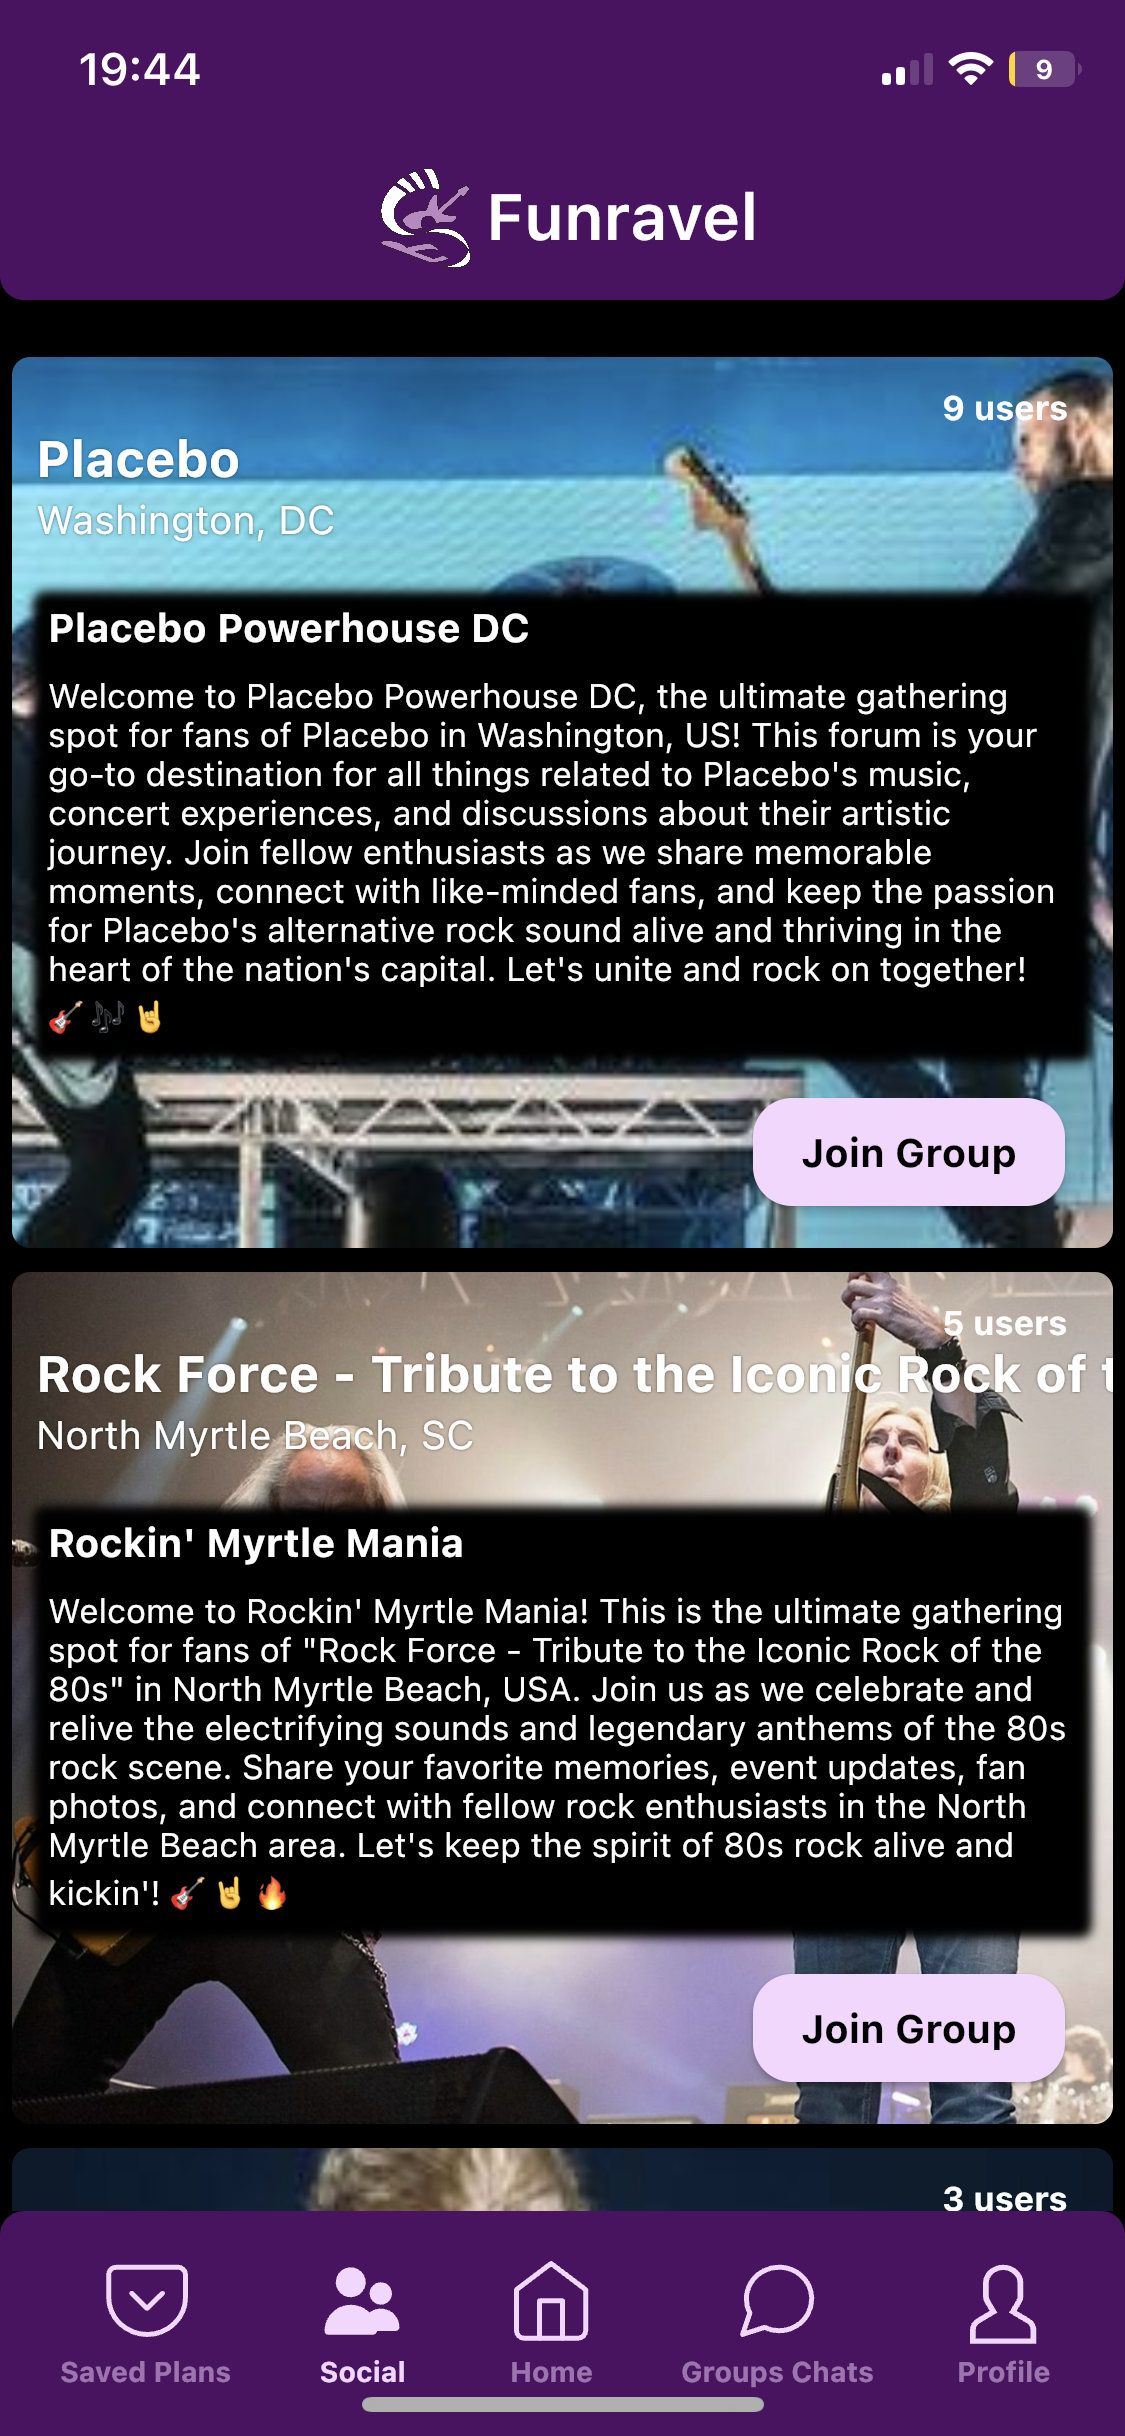 19:44
9
Funravel
9 users
Placebo
Washington, DC
Placebo Powerhouse DC
Welcome to Placebo Powerhouse DC, the ultimate gathering
spot for fans of Placebo in Washington, US! This forum is your
go-to destination for all things related to Placebo's music,
concert experiences, and discussions about their artistic
journey. Join fellow enthusiasts as we share memorable
moments, connect with like-minded fans, and keep the passion
for Placebo's alternative rock sound alive and thriving in the
heart of the nation's capital. Let's unite and rock on together!
🎸 🎶 🤘
Join Group
5 users
Rock Force - Tribute to the Iconic Rock of t
North Myrtle Beach, SC
Rockin' Myrtle Mania
Welcome to Rockin' Myrtle Mania! This is the ultimate gathering
spot for fans of "Rock Force - Tribute to the Iconic Rock of the
80s" in North Myrtle Beach, USA. Join us as we celebrate and
relive the electrifying sounds and legendary anthems of the 80s
rock scene. Share your favorite memories, event updates, fan
photos, and connect with fellow rock enthusiasts in the North
Myrtle Beach area. Let's keep the spirit of 80s rock alive and
kickin'! 🎸 🤘 🔥
Join Group
3 users
Saved Plans
Social
Home
Groups Chats
Profile